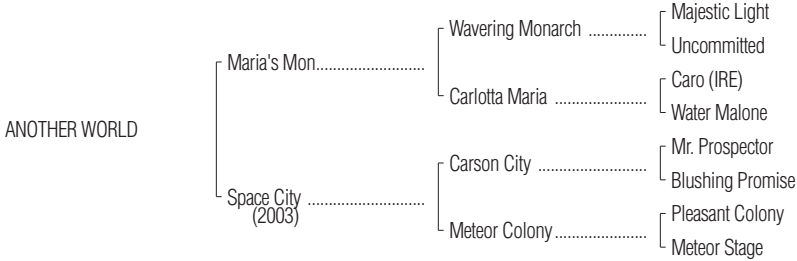 Majestic Light
Wavering Monarch ..............
Uncommitted
Maria's Mon..........................
Caro (IRE)
Carlotta Maria ......................
Water Malone
ANOTHER WORLD
Mr. Prospector
Carson City ..........................
Blushing Promise
Space City ............................
(2003)
Pleasant Colony
Meteor Colony......................
Meteor Stage